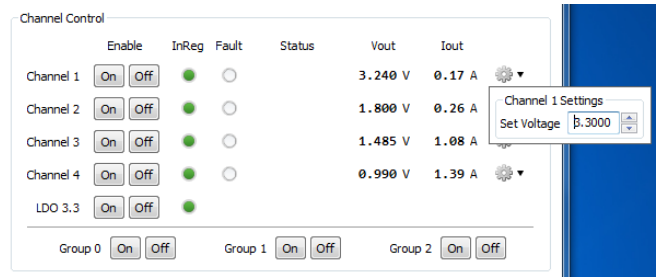 Channel Control
Enable InReg Fault Status Vout Iout
Channel 1 On Off 3.240 V 0.17 A
Channel 2 On Off 1.800 V 0.26 A
Channel 1 Settings
Set Voltage 3.3000
Channel 3 On Off 1.485 V 1.08 A
Channel 4 On Off 0.990 V 1.39 A
LDO 3.3 On Off
Group 0 On Off Group 1 On Off Group 2 On Off